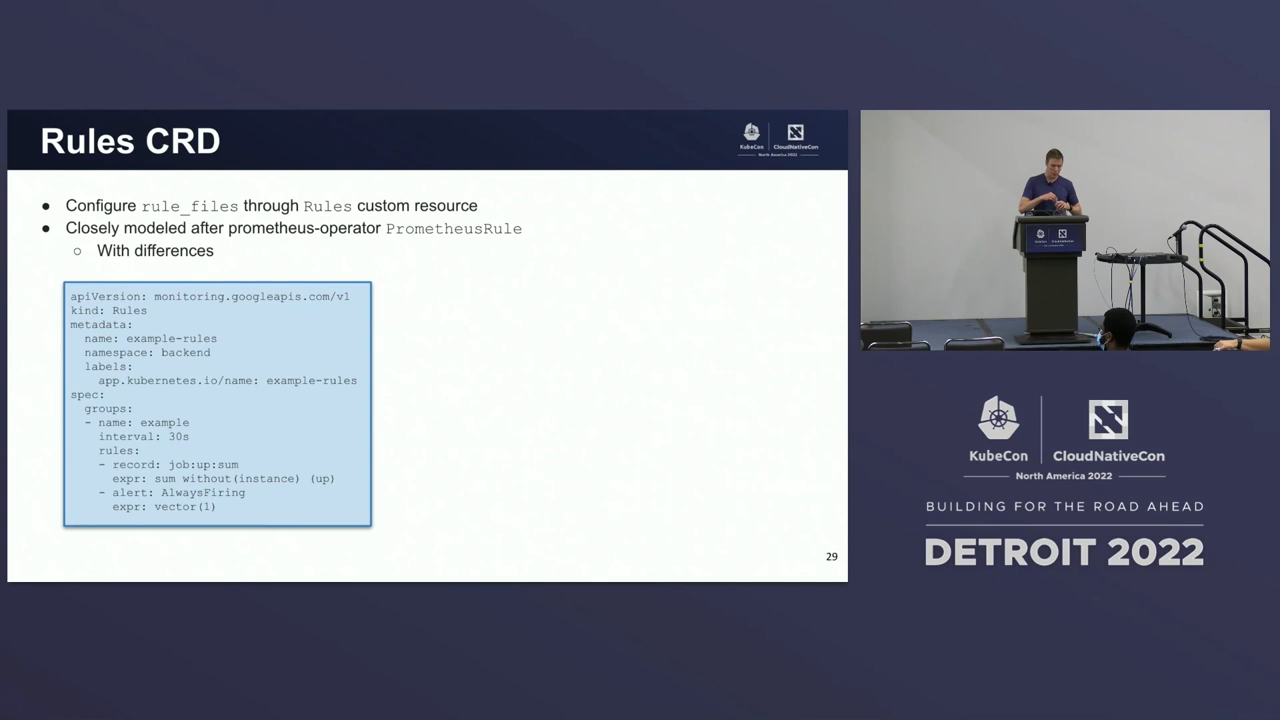 Rules CRD
KubeCon
CloudNativeCon
North America 2022
● Configure rule_files through Rules custom resource
● Closely modeled after prometheus-operator PrometheusRule
○ With differences
apiVersion: monitoring.googleapis.com/v1
kind: Rules
metadata:
  name: example-rules
  namespace: backend
  labels:
    app.kubernetes.io/name: example-rules
spec:
  groups:
  - name: example
    interval: 30s
    rules:
    - record: job:up:sum
      expr: sum without(instance) (up)
    - alert: AlwaysFiring
      expr: vector(1)
29
KubeCon
CloudNativeCon
North America 2022
BUILDING FOR THE ROAD AHEAD
DETROIT 2022